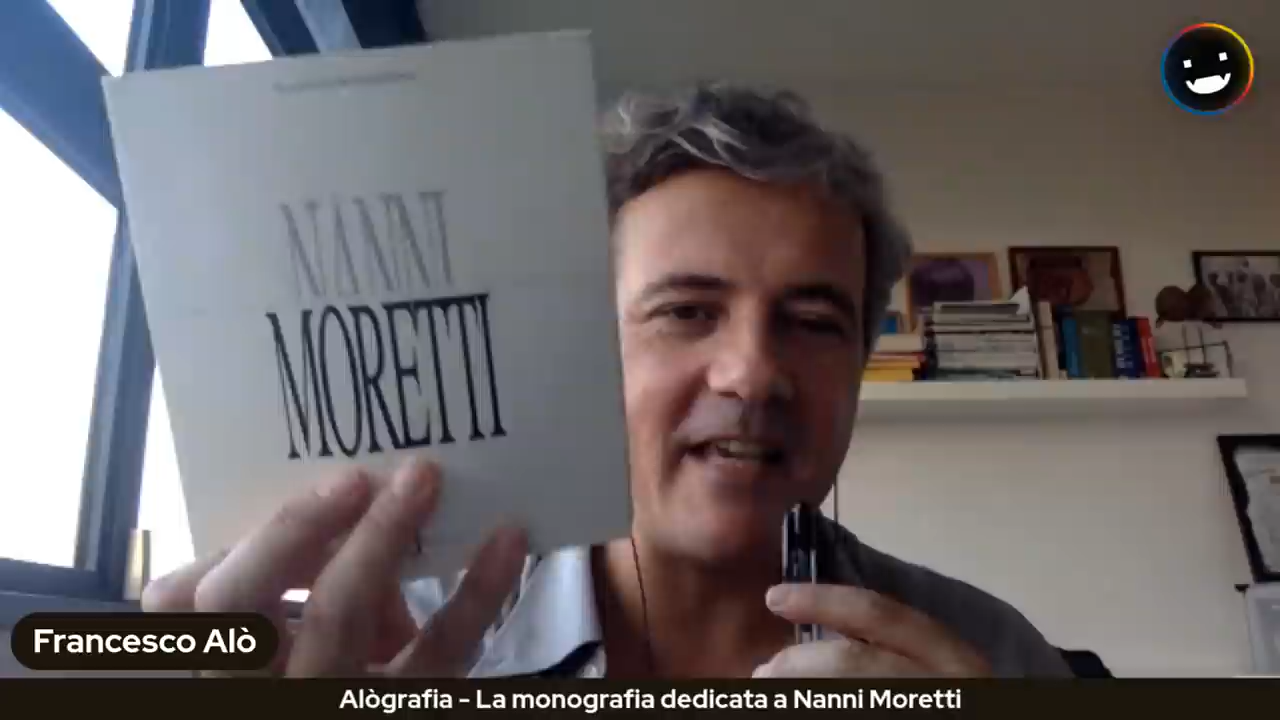 NANNI
MORETTI
Francesco Alò
Alògrafia - La monografia dedicata a Nanni Moretti